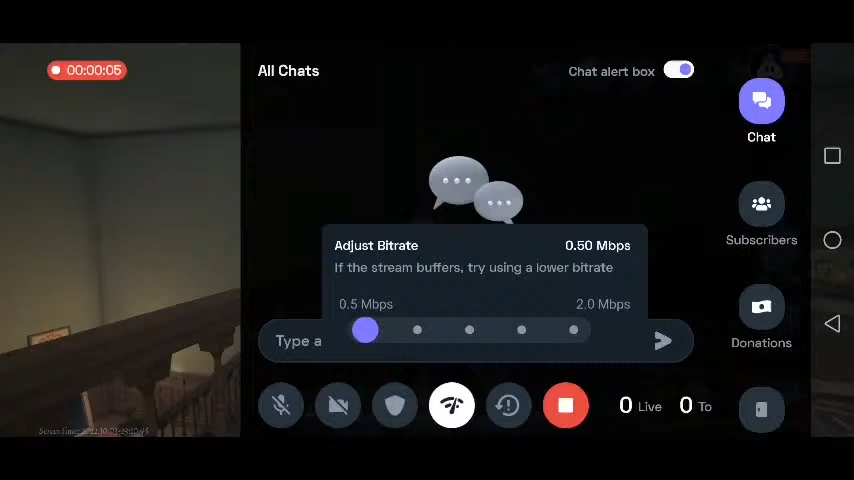 00:00:05
All Chats
Chat alert box
Chat
Adjust Bitrate
0.50 Mbps
If the stream buffers, try using a lower bitrate
Subscribers
0.5 Mbps
2.0 Mbps
Type a
Donations
0 Live
0 To